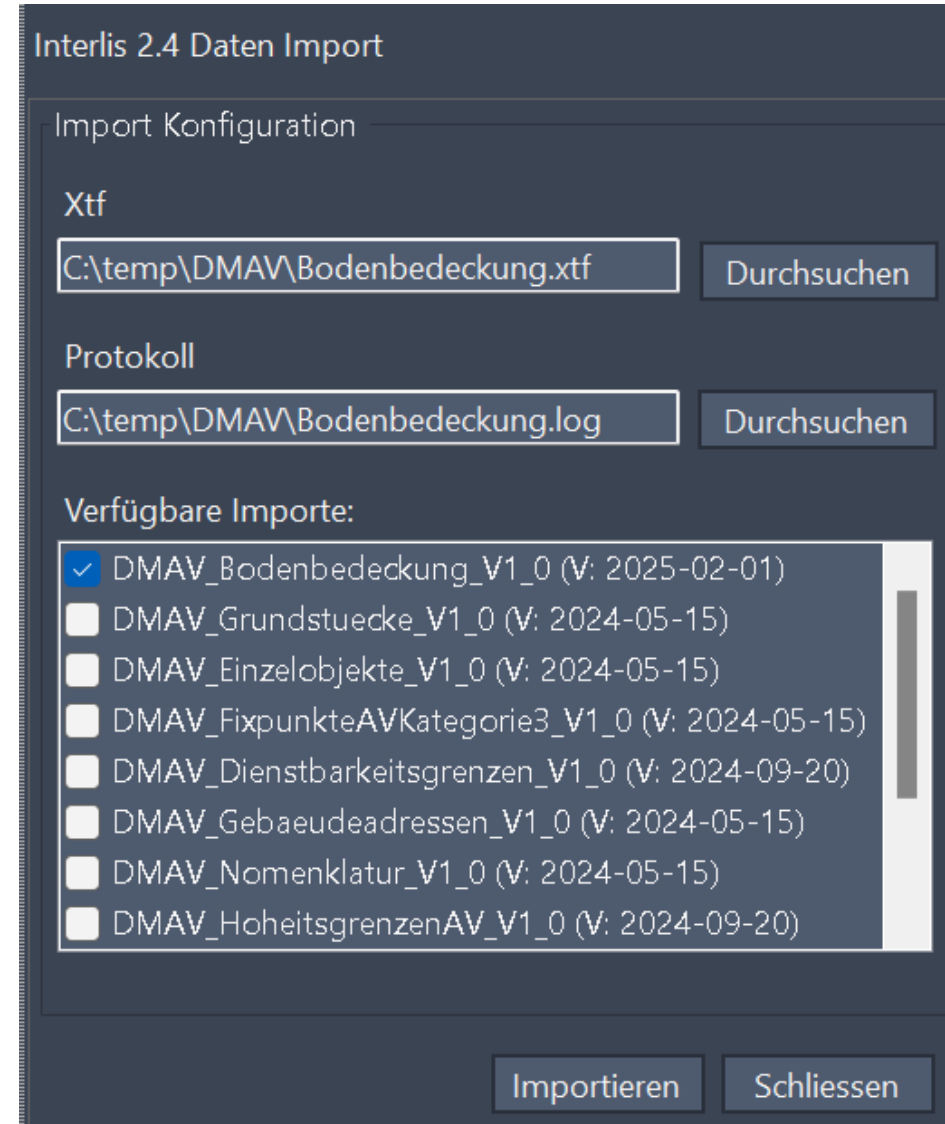 Interlis 2.4 Daten Import
Import Konfiguration
Xtf
C:\temp\DMAV\Bodenbedeckung.xtf
Durchsuchen
Protokoll
C:\temp\DMAV\Bodenbedeckung.log
Durchsuchen
Verfügbare Importe:
DMAV_Bodenbedeckung_V1_0 (V: 2025-02-01)
DMAV_Grundstuecke_V1_0 (V: 2024-05-15)
DMAV_Einzelobjekte_V1_0 (V: 2024-05-15)
DMAV_FixpunkteAVKategorie3_V1_0 (V: 2024-05-15)
DMAV_Dienstbarkeitsgrenzen_V1_0 (V: 2024-09-20)
DMAV_Gebaeudeadressen_V1_0 (V: 2024-05-15)
DMAV_Nomenklatur_V1_0 (V: 2024-05-15)
DMAV_HoheitsgrenzenAV_V1_0 (V: 2024-09-20)
Importieren
Schliessen